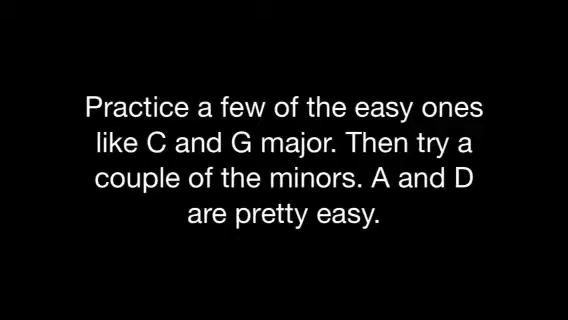 Practice a few of the easy ones
like C and G major. Then try a
couple of the minors. A and D
are pretty easy.